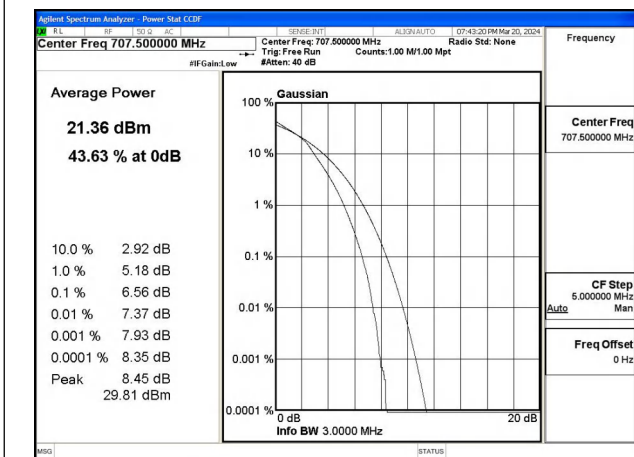 Agilent Spectrum Analyzer - Power Stat CCDF
RL RF 50 Ω AC SENSE:INT ALIGN AUTO 07:43:20 PM Mar 20, 2024
Center Freq 707.500000 MHz
Center Freq: 707.500000 MHz Radio Std: None
Trig: Free Run Counts:1.00 M/1.00 Mpt
#IFGain:Low #Atten: 40 dB
Frequency
Average Power
21.36 dBm
43.63 % at 0dB
10.0 % 2.92 dB
1.0 % 5.18 dB
0.1 % 6.56 dB
0.01 % 7.37 dB
0.001 % 7.93 dB
0.0001 % 8.35 dB
Peak 8.45 dB
29.81 dBm
Gaussian
100 %
10 %
1 %
0.1 %
0.01 %
0.001 %
0.0001 %
0 dB 20 dB
Info BW 3.0000 MHz
Center Freq
707.500000 MHz
CF Step
5.000000 MHz
Auto Man
Freq Offset
0 Hz
MSG STATUS